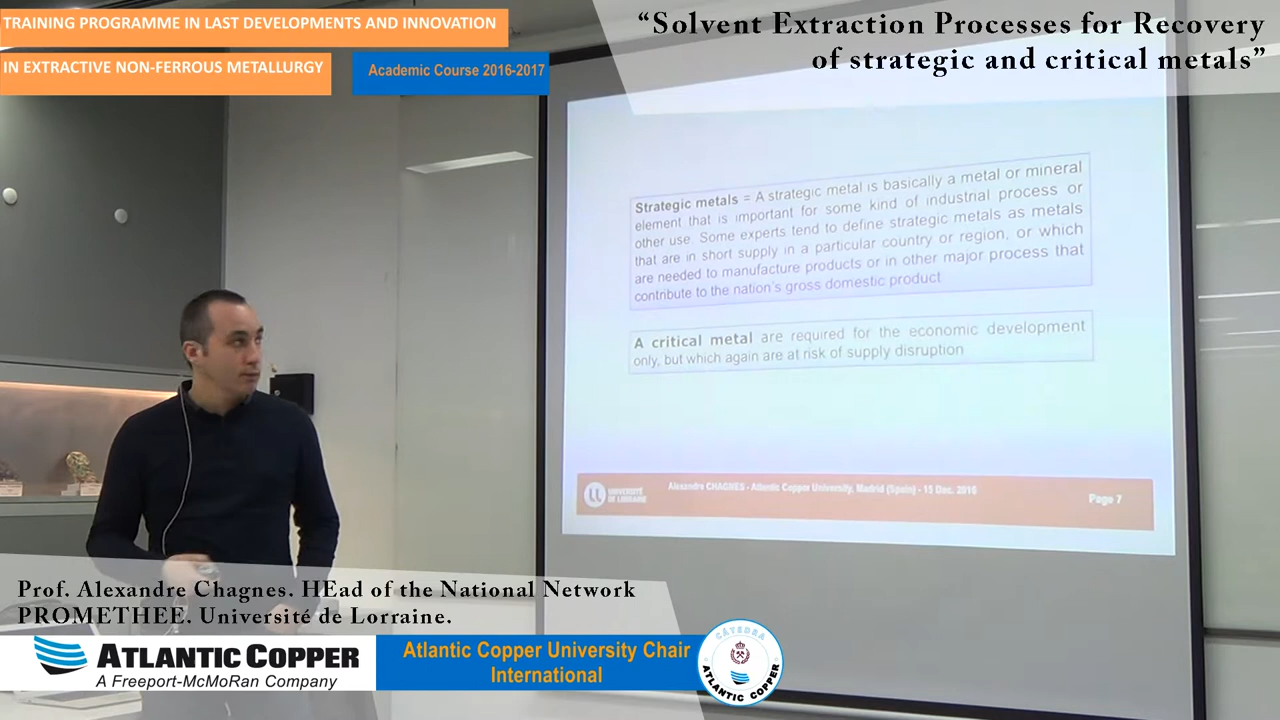 TRAINING PROGRAMME IN LAST DEVELOPMENTS AND INNOVATION
IN EXTRACTIVE NON-FERROUS METALLURGY
Academic Course 2016-2017
“Solvent Extraction Processes for Recovery
of strategic and critical metals”
Strategic metals = A strategic metal is basically a metal or mineral
element that is important for some kind of industrial process or
other use. Some experts tend to define strategic metals as metals
that are in short supply in a particular country or region, or which
are needed to manufacture products or in other major process that
contribute to the nation's gross domestic product
A critical metal are required for the economic development
only, but which again are at risk of supply disruption
UNIVERSITÉ
DE LORRAINE
Alexandre CHAGNES - Atlantic Copper University, Madrid (Spain) - 15 Dec. 2016
Page 7
Prof. Alexandre Chagnes. HEad of the National Network
PROMETHEE. Université de Lorraine.
ATLANTIC COPPER
A Freeport-McMoRan Company
Atlantic Copper University Chair
International
CÁTEDRA
ATLANTIC COPPER